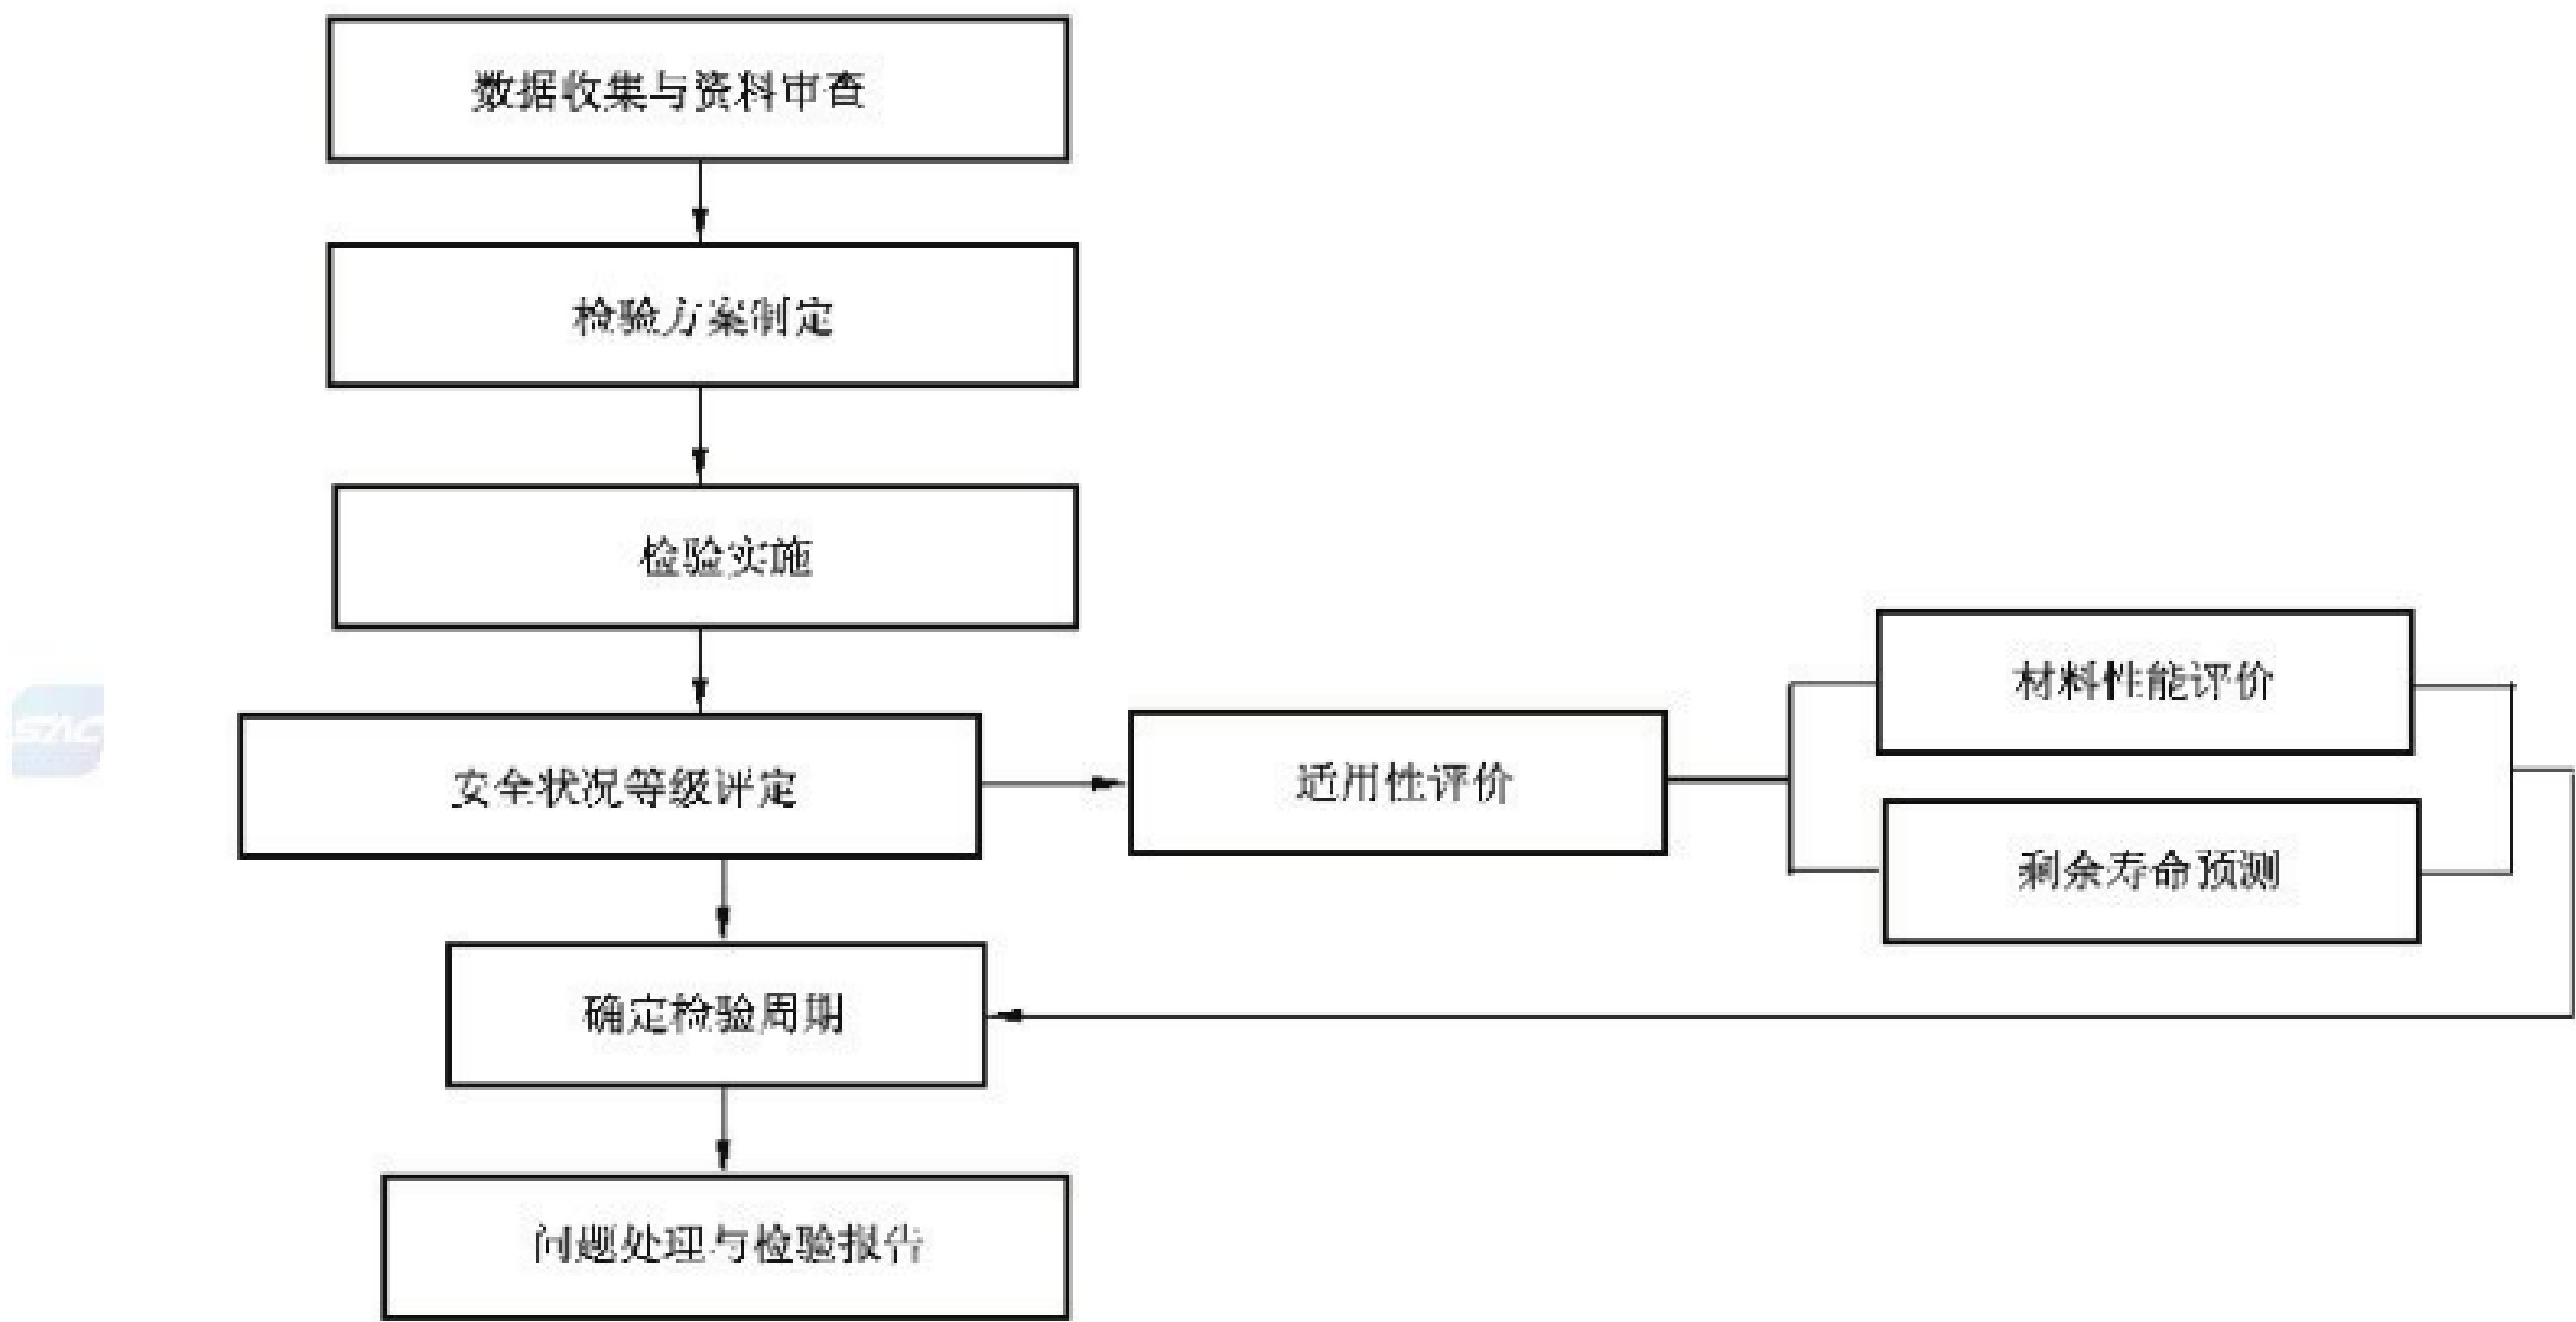 数据收集与资料审查
检验方案制定
检验实施
材料性能评价
SAC
安全状况等级评定
适用性评价
剩余寿命预测
确定检验周期
问题处理与检验报告